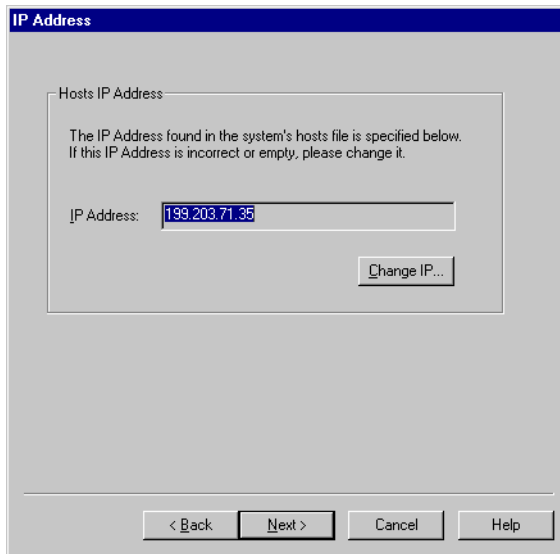 IP Address
Hosts IP Address
The IP Address found in the system's hosts file is specified below.
If this IP Address is incorrect or empty, please change it.
IP Address: 199.203.71.35
Change IP...
< Back Next > Cancel Help